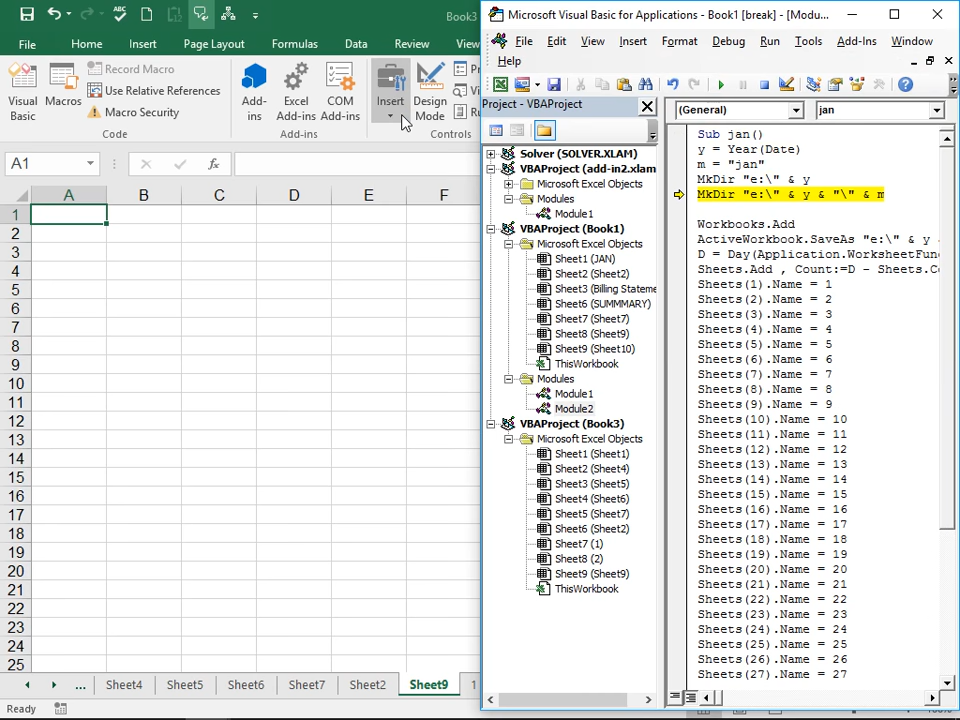 Book3
File
Home
Insert
Page Layout
Formulas
Data
Review
Visual Basic
Macros
Record Macro
Use Relative References
Macro Security
Code
Add-ins
Excel Add-ins
COM Add-ins
Add-ins
Insert
Design Mode
Controls
A1
fx
A B C D E F
1
2
3
4
5
6
7
8
9
10
11
12
13
14
15
16
17
18
19
20
21
22
23
24
25
... Sheet4 Sheet5 Sheet6 Sheet7 Sheet2 Sheet9 1
Ready
Microsoft Visual Basic for Applications - Book1 [break] - [Modu...
File Edit View Insert Format Debug Run Tools Add-Ins Window
Help
Project - VBAProject
Solver (SOLVER.XLAM)
VBAProject (add-in2.xlam
Microsoft Excel Objects
Modules
Module1
VBAProject (Book1)
Microsoft Excel Objects
Sheet1 (JAN)
Sheet2 (Sheet2)
Sheet3 (Billing Stateme
Sheet6 (SUMMMARY)
Sheet7 (Sheet7)
Sheet8 (Sheet9)
Sheet9 (Sheet10)
ThisWorkbook
Modules
Module1
Module2
VBAProject (Book3)
Microsoft Excel Objects
Sheet1 (Sheet1)
Sheet2 (Sheet4)
Sheet3 (Sheet5)
Sheet4 (Sheet6)
Sheet5 (Sheet7)
Sheet6 (Sheet2)
Sheet7 (1)
Sheet8 (2)
Sheet9 (Sheet9)
ThisWorkbook
(General)
jan
Sub jan()
y = Year(Date)
m = "jan"
MkDir "e:\" & y
MkDir "e:\" & y & "\" & m
Workbooks.Add
ActiveWorkbook.SaveAs "e:\" & y
D = Day(Application.WorksheetFunc
Sheets.Add , Count:=D - Sheets.Co
Sheets(1).Name = 1
Sheets(2).Name = 2
Sheets(3).Name = 3
Sheets(4).Name = 4
Sheets(5).Name = 5
Sheets(6).Name = 6
Sheets(7).Name = 7
Sheets(8).Name = 8
Sheets(9).Name = 9
Sheets(10).Name = 10
Sheets(11).Name = 11
Sheets(12).Name = 12
Sheets(13).Name = 13
Sheets(14).Name = 14
Sheets(15).Name = 15
Sheets(16).Name = 16
Sheets(17).Name = 17
Sheets(18).Name = 18
Sheets(19).Name = 19
Sheets(20).Name = 20
Sheets(21).Name = 21
Sheets(22).Name = 22
Sheets(23).Name = 23
Sheets(24).Name = 24
Sheets(25).Name = 25
Sheets(26).Name = 26
Sheets(27).Name = 27